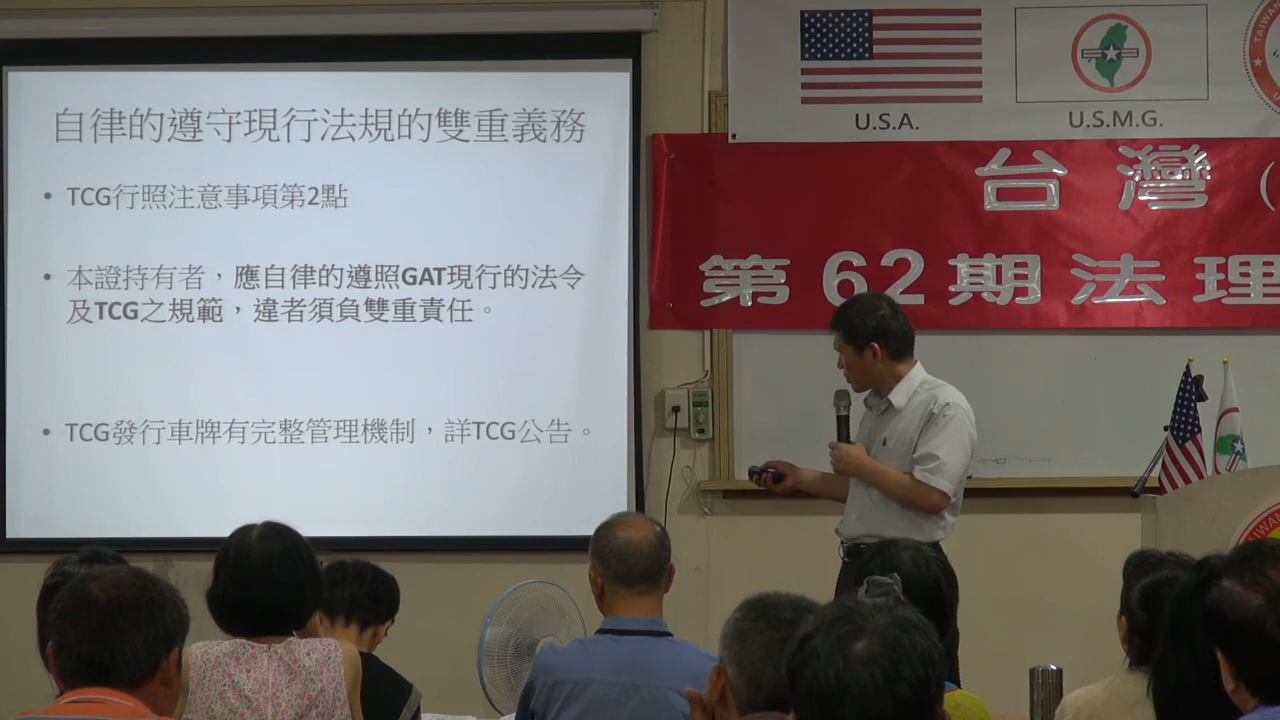 自律的遵守現行法規的雙重義務
• TCG行照注意事項第2點
• 本證持有者，應自律的遵照GAT現行的法令
及TCG之規範，違者須負雙重責任。
• TCG發行車牌有完整管理機制，詳TCG公告。
U.S.A.
U.S.M.G.
TAIWAN
台灣（
第62期法理